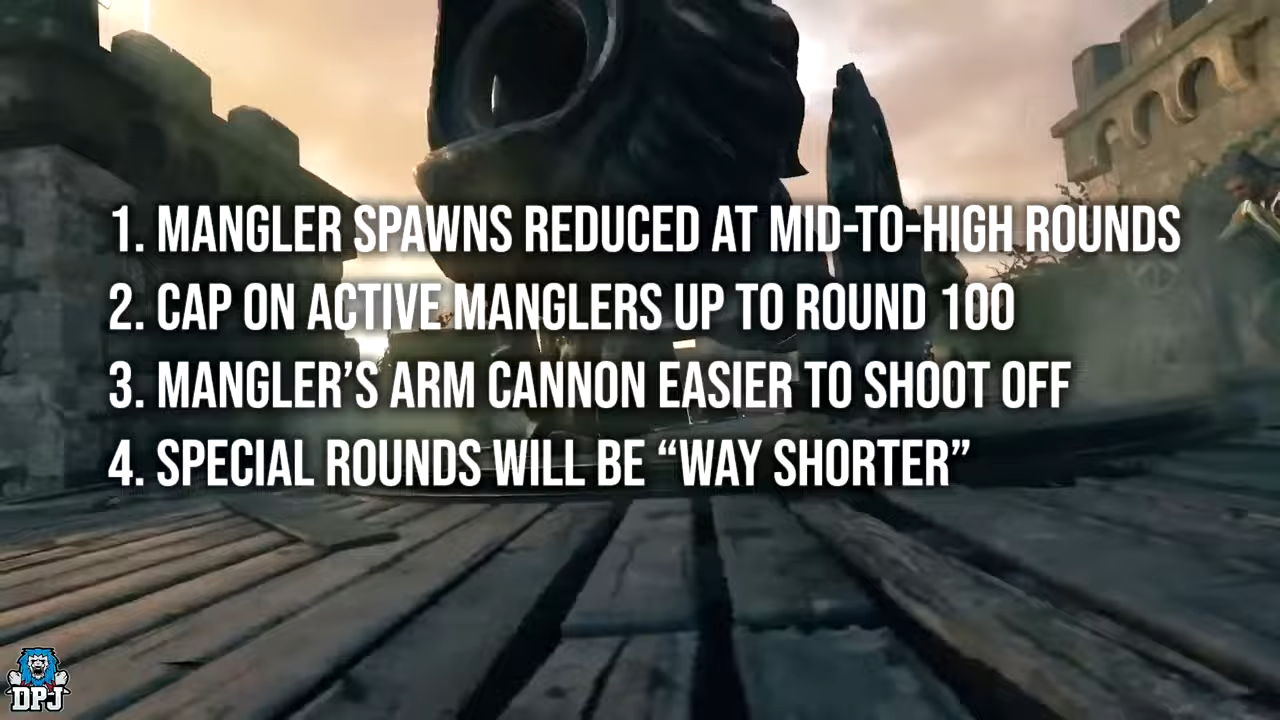 1. MANGLER SPAWNS REDUCED AT MID-TO-HIGH ROUNDS
2. CAP ON ACTIVE MANGLERS UP TO ROUND 100
3. MANGLER’S ARM CANNON EASIER TO SHOOT OFF
4. SPECIAL ROUNDS WILL BE “WAY SHORTER”
DPJ